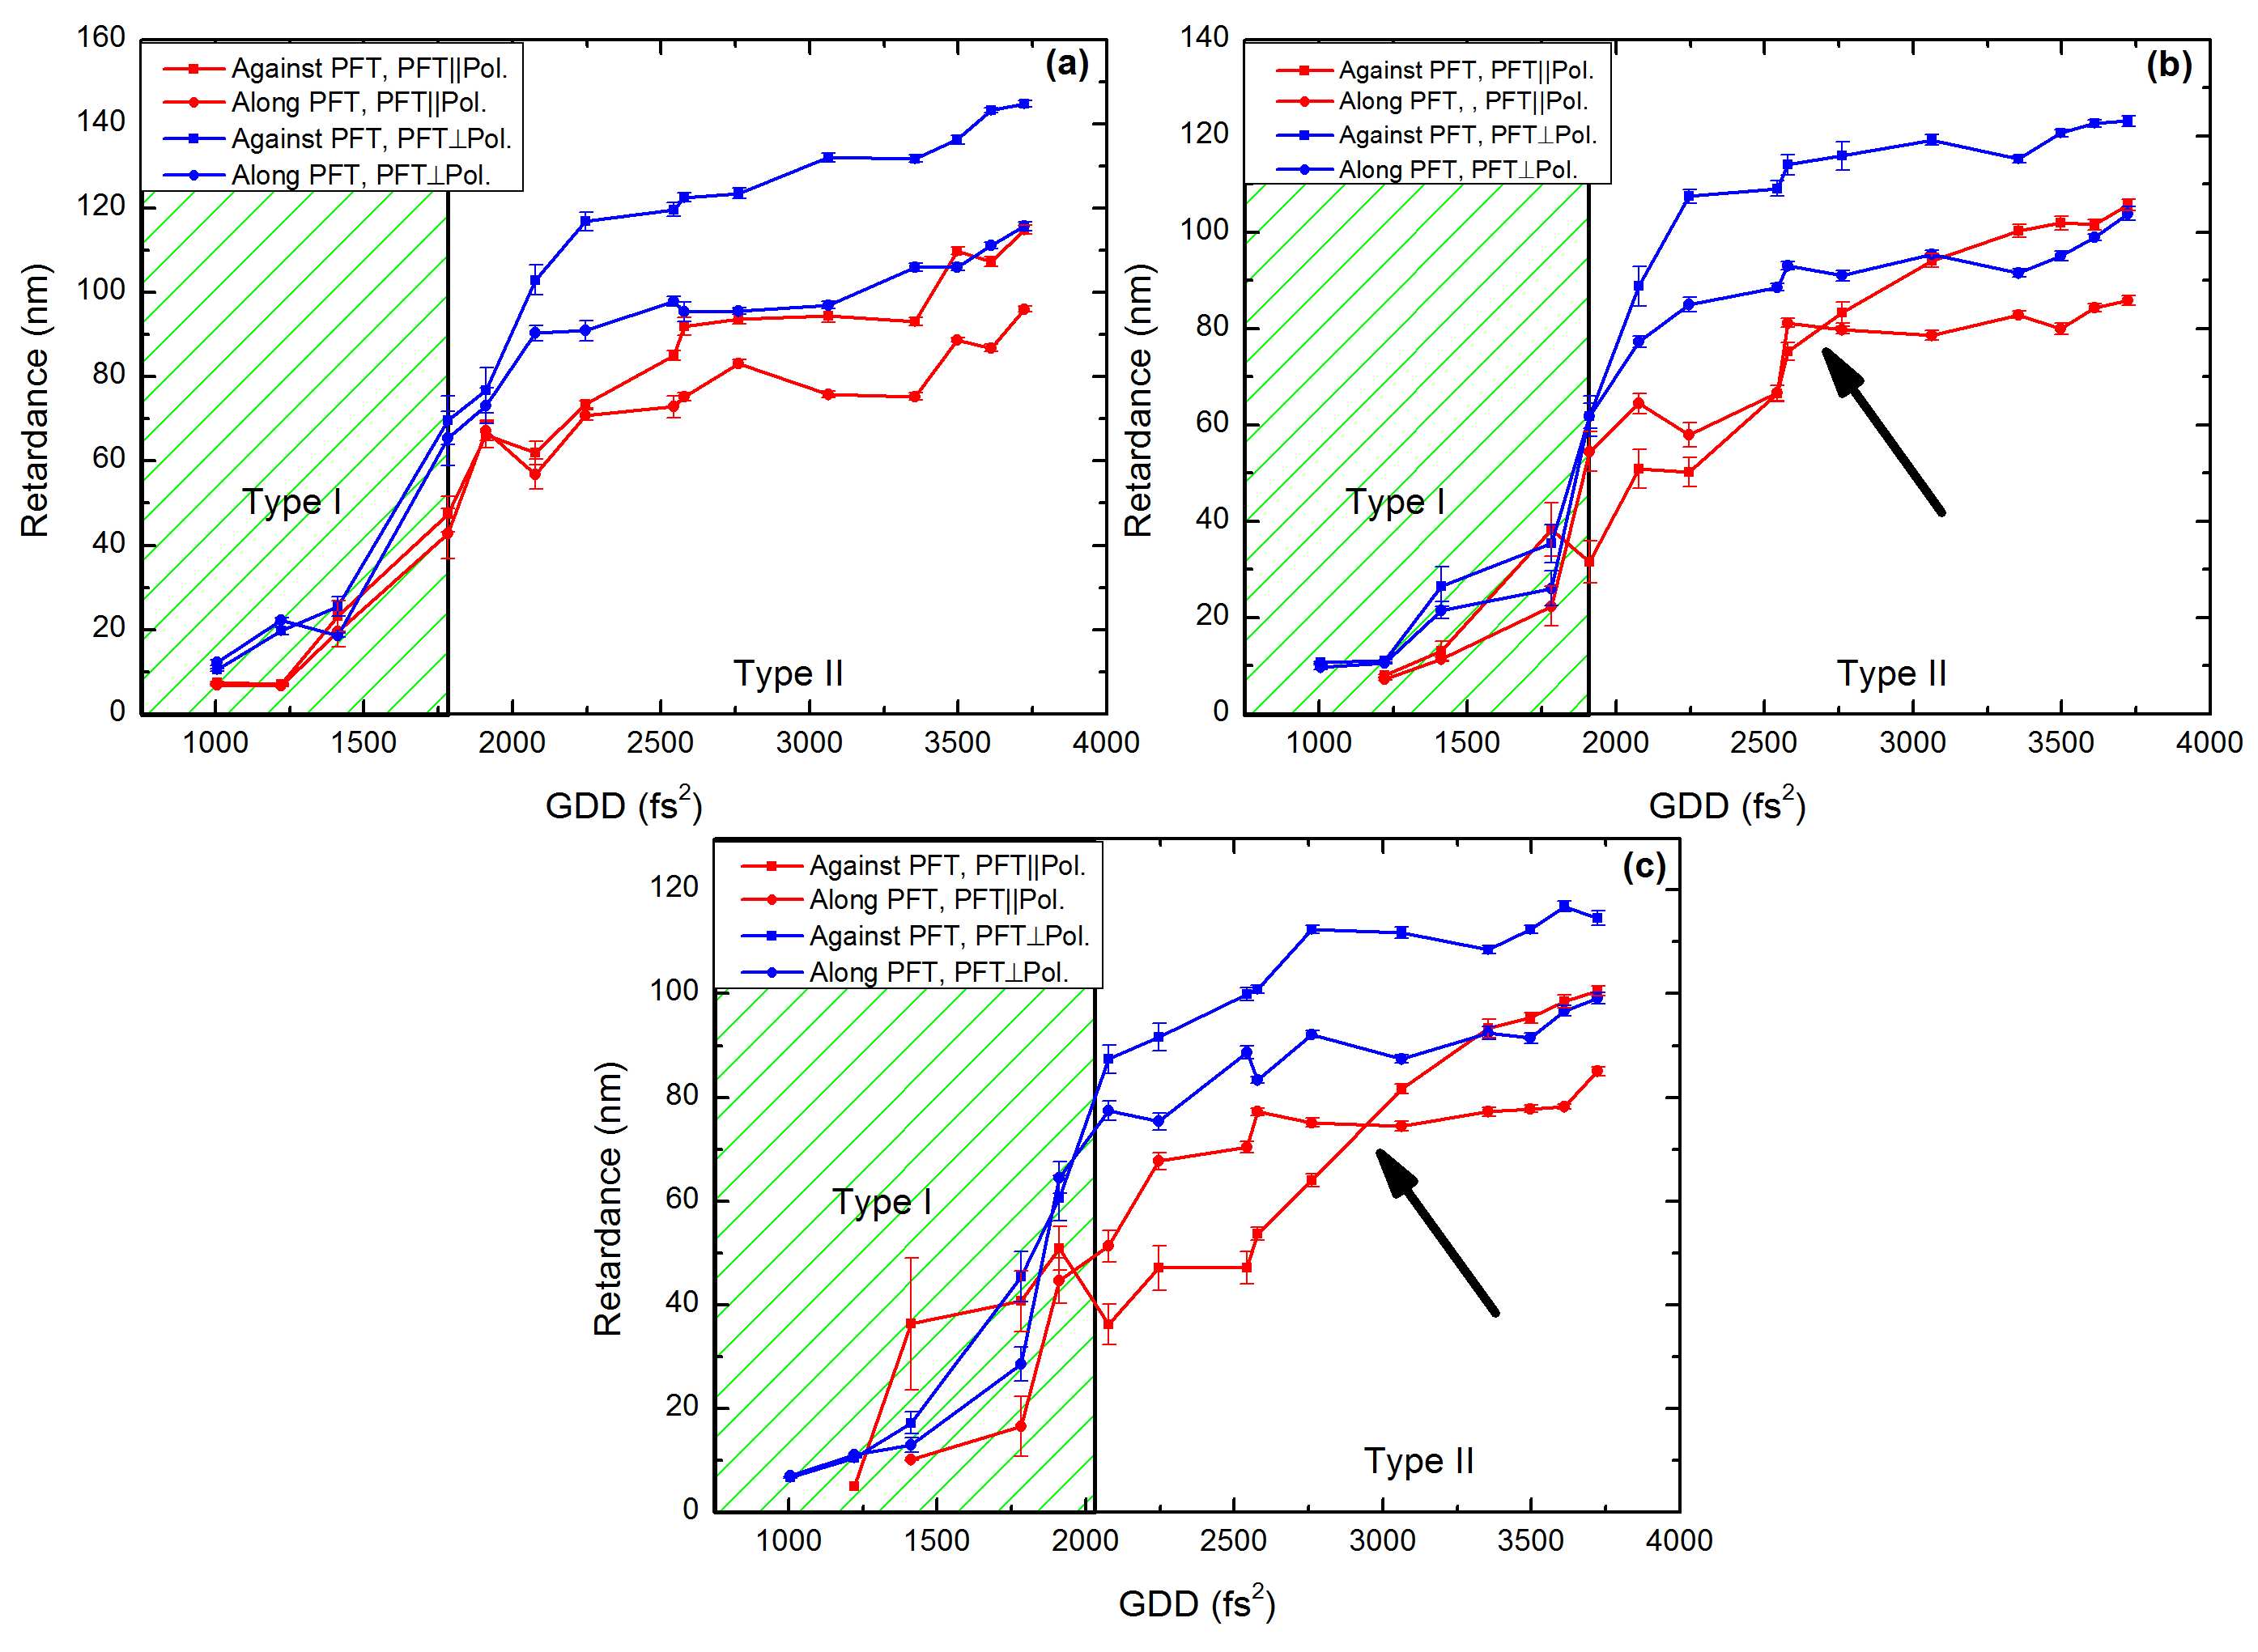 (a)
Against PFT, PFT||Pol.
Along PFT, PFT||Pol.
Against PFT, PFT⊥Pol.
Along PFT, PFT⊥Pol.
160
140
120
100
80
60
40
20
0
Retardance (nm)
Type I
Type II
1000 1500 2000 2500 3000 3500 4000
GDD (fs²)
(b)
Against PFT, PFT||Pol.
Along PFT, , PFT||Pol.
Against PFT, PFT⊥Pol.
Along PFT, PFT⊥Pol.
140
120
100
80
60
40
20
0
Retardance (nm)
Type I
Type II
1000 1500 2000 2500 3000 3500 4000
GDD (fs²)
(c)
Against PFT, PFT||Pol.
Along PFT, PFT||Pol.
Against PFT, PFT⊥Pol.
Along PFT, PFT⊥Pol.
120
100
80
60
40
20
0
Retardance (nm)
Type I
Type II
1000 1500 2000 2500 3000 3500 4000
GDD (fs²)